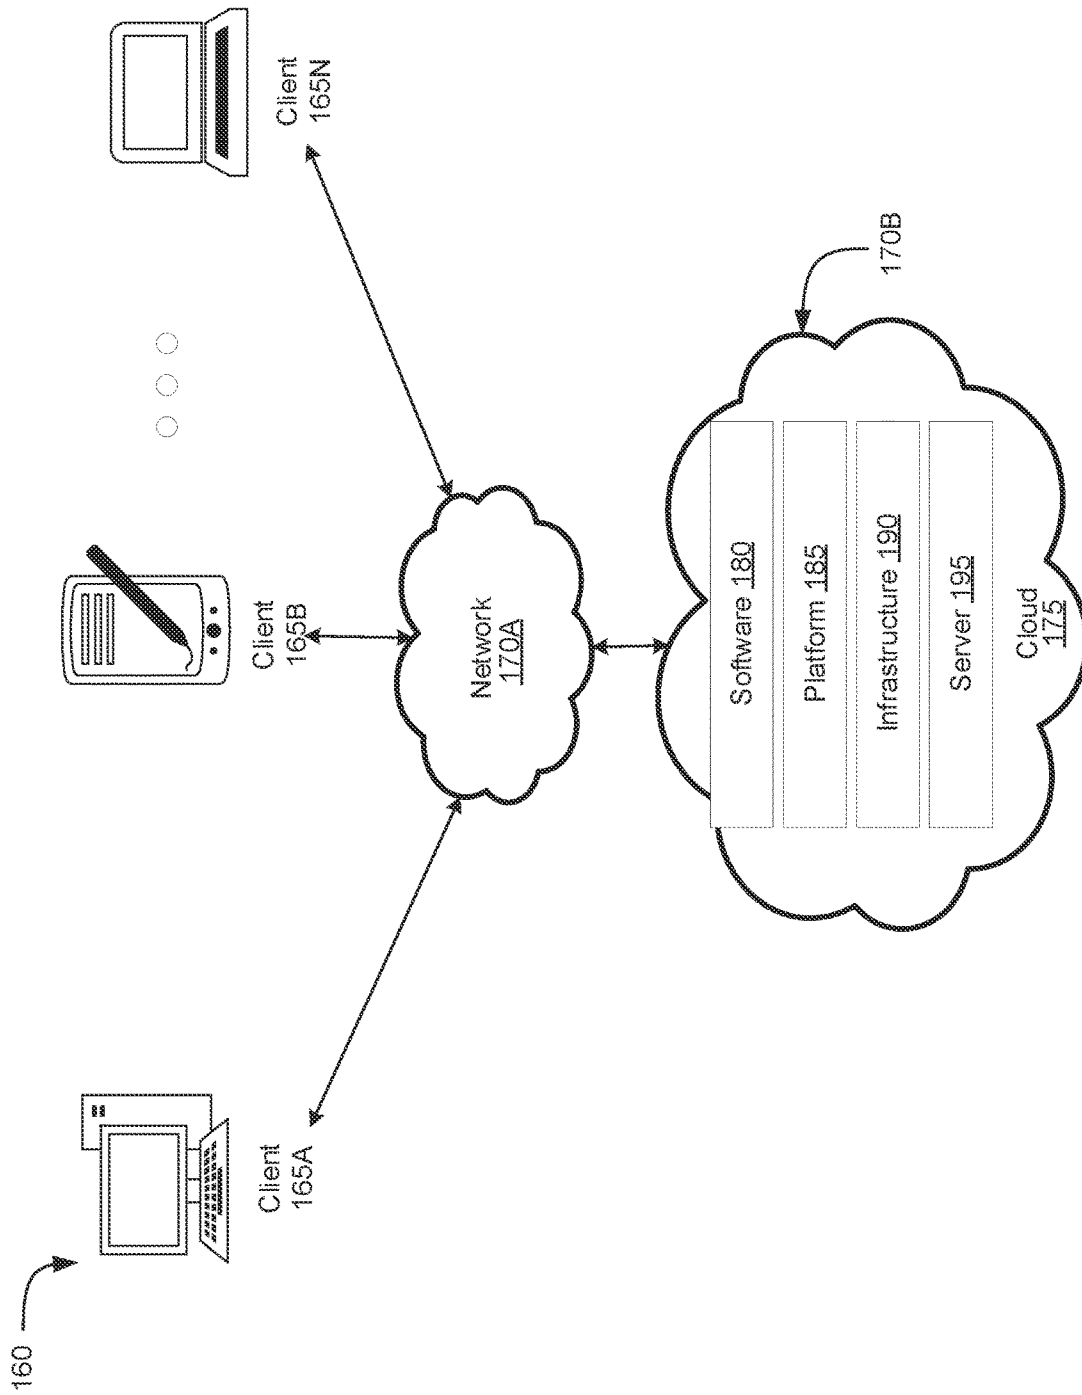 160
Client
165A
Client
165B
Client
165N
Network
170A
170B
Software 180
Platform 185
Infrastructure 190
Server 195
Cloud
175